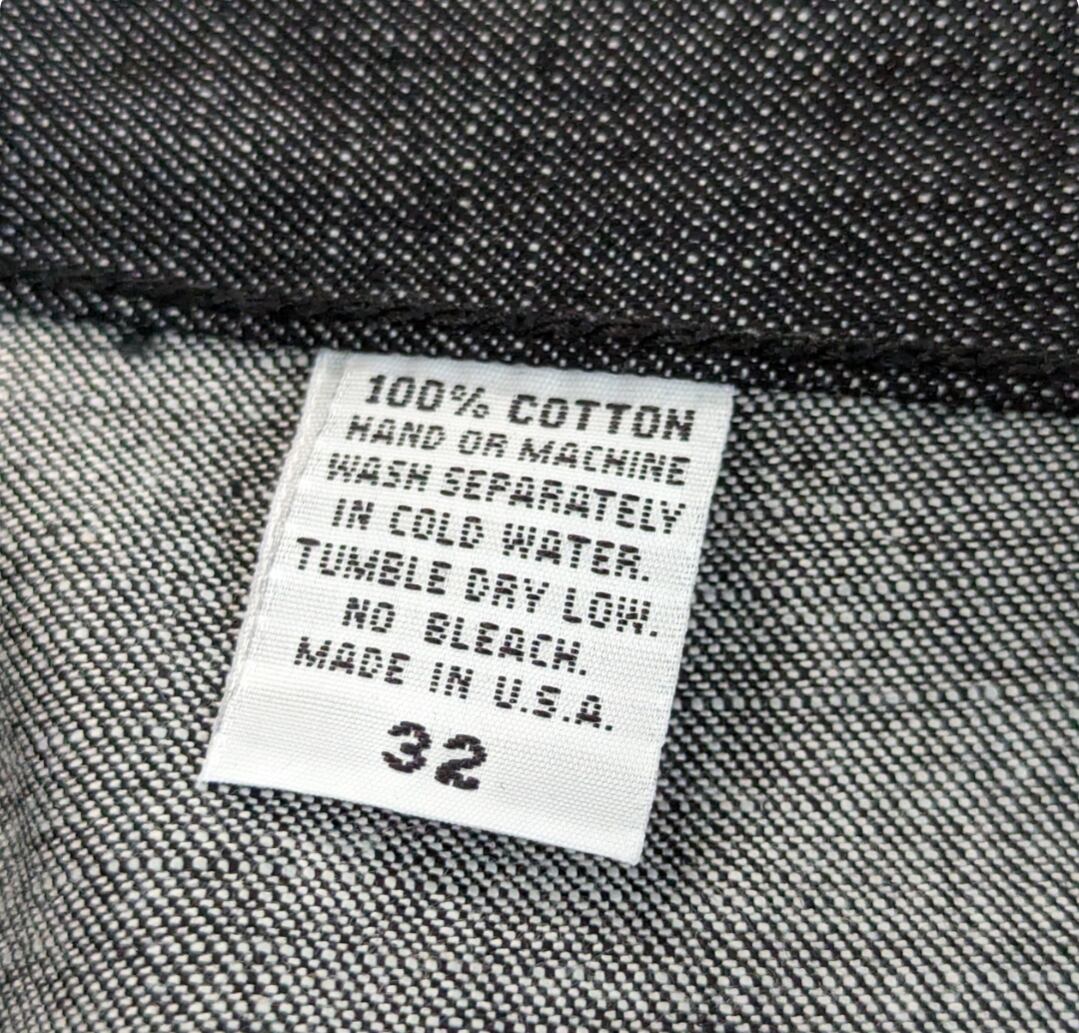 100% COTTON
HAND OR MACHINE
WASH SEPARATELY
IN COLD WATER.
TUMBLE DRY LOW.
NO BLEACH.
MADE IN U.S.A.
32